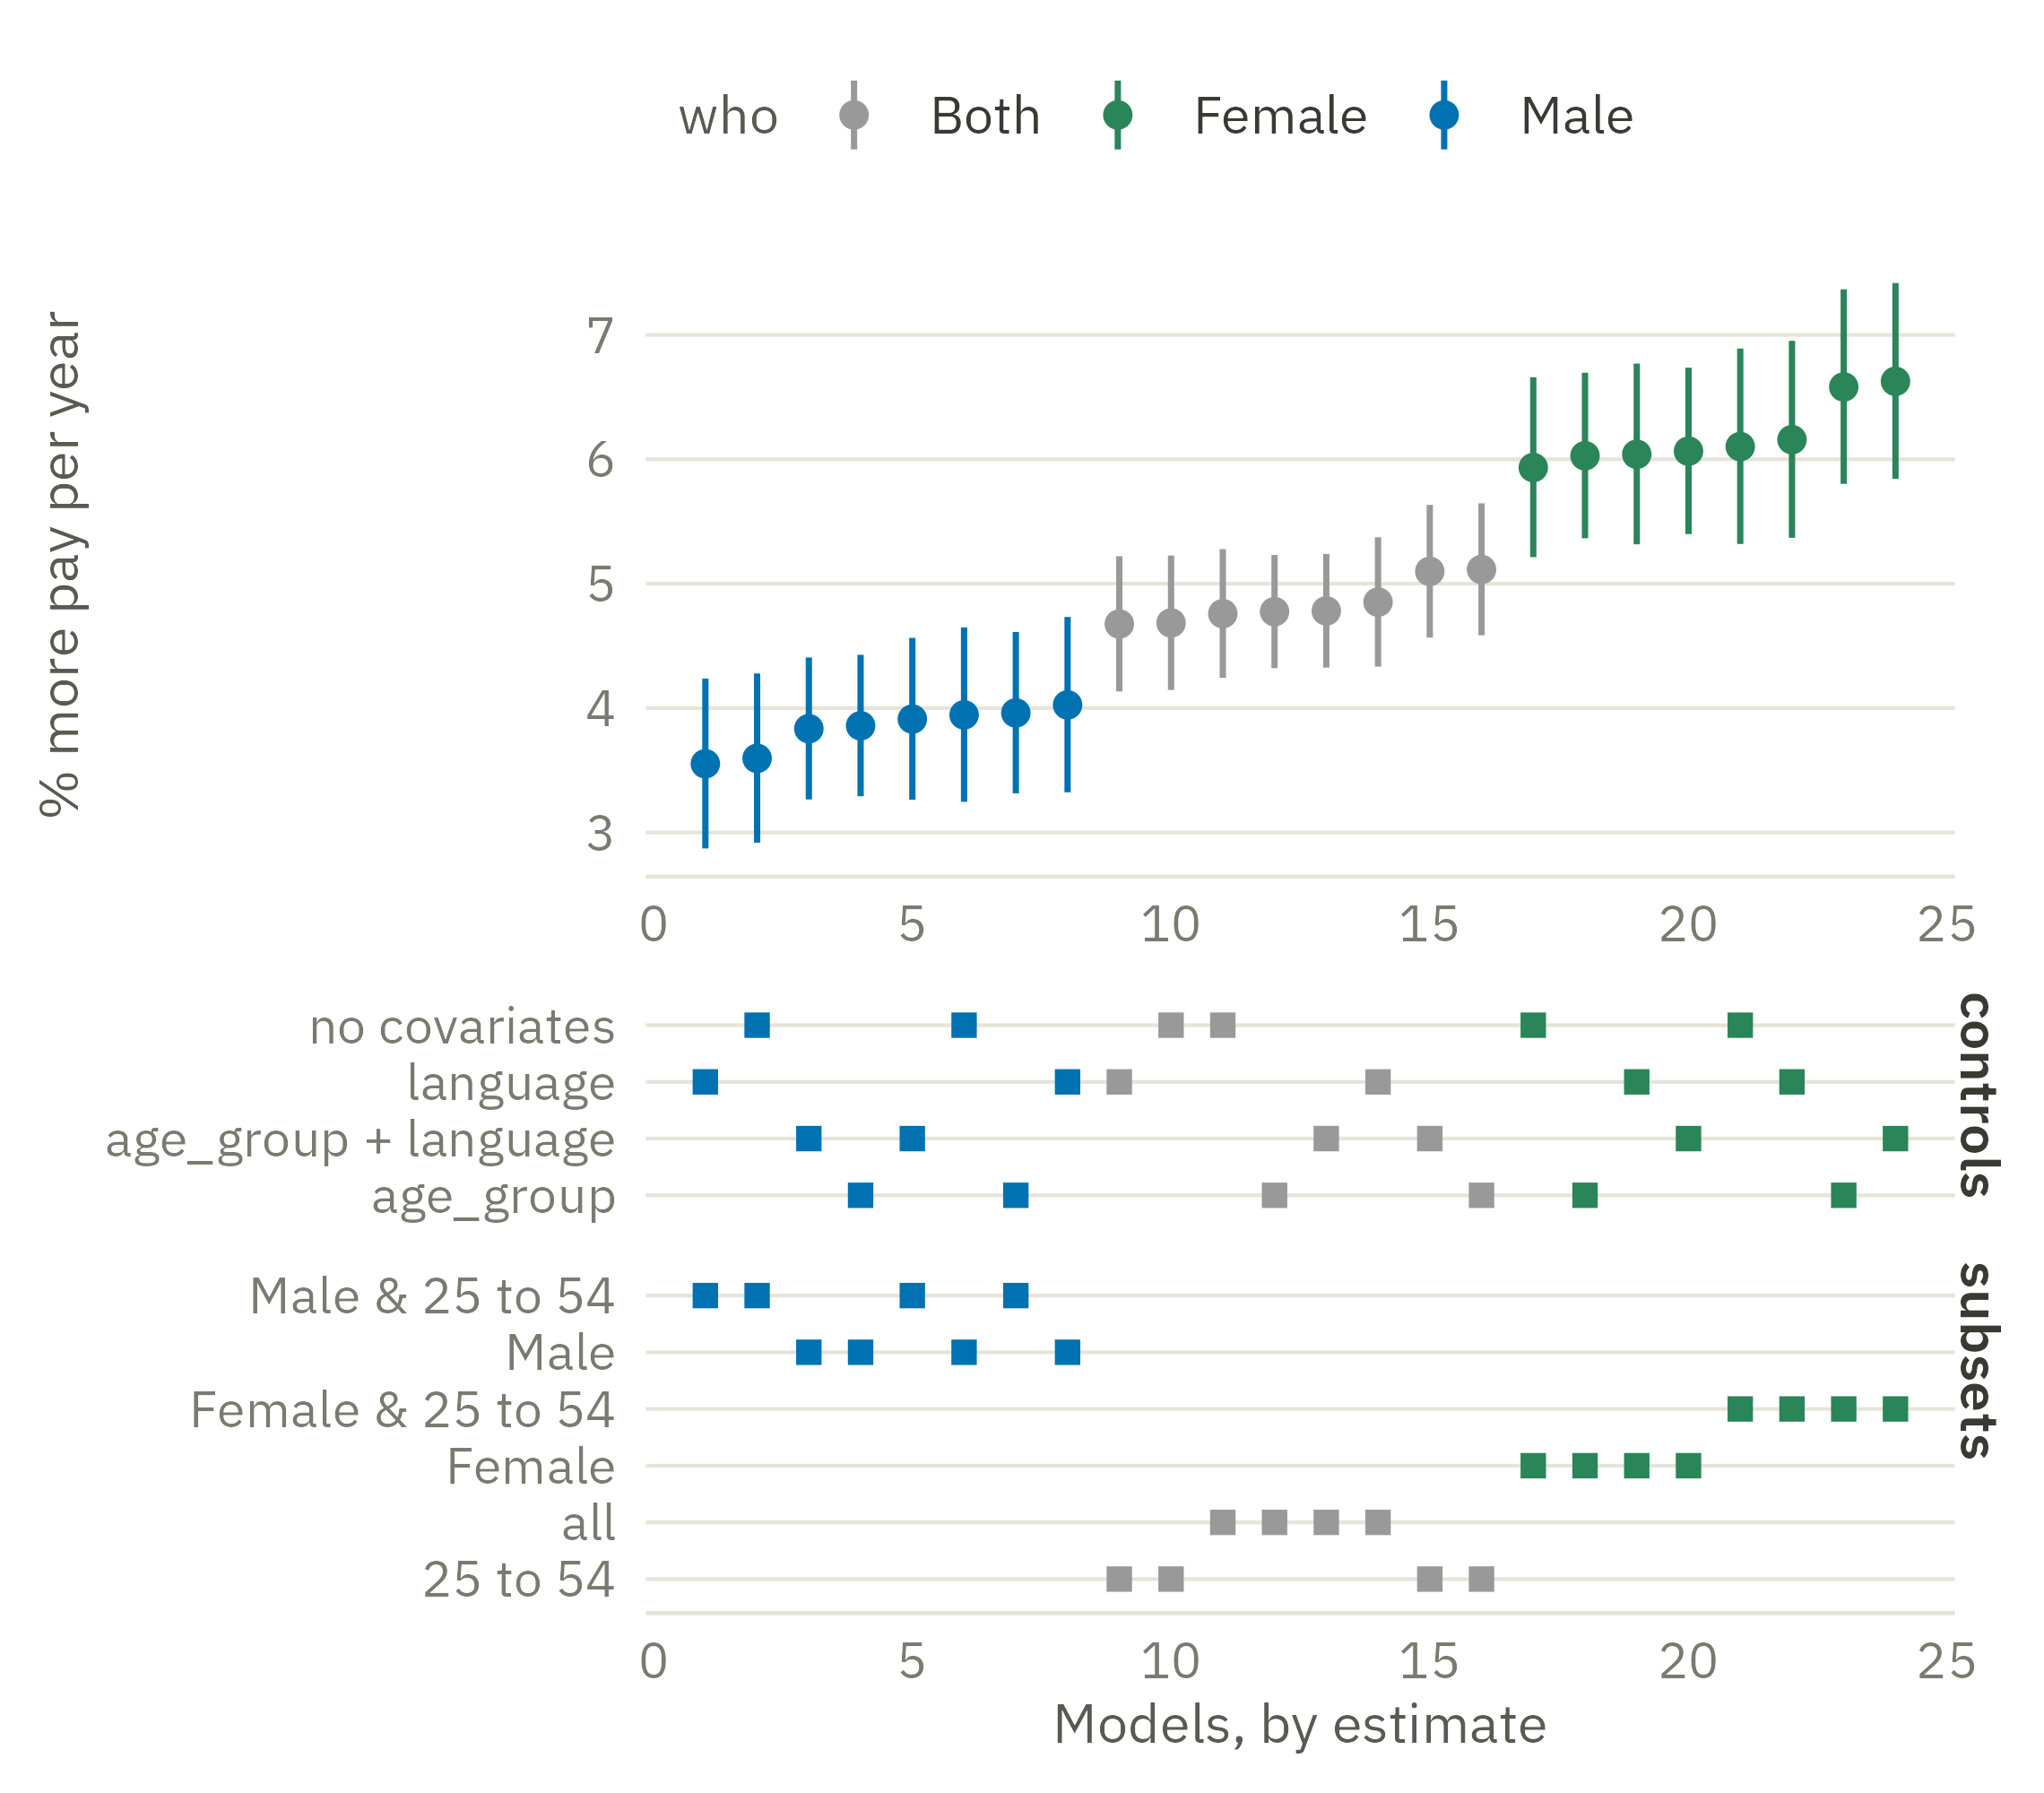 who Both Female Male
% more pay per year
7
6
5
4
3
0 5 10 15 20 25
controls
no covariates
language
age_group + language
age_group
subsets
Male & 25 to 54
Male
Female & 25 to 54
Female
all
25 to 54
0 5 10 15 20 25
Models, by estimate